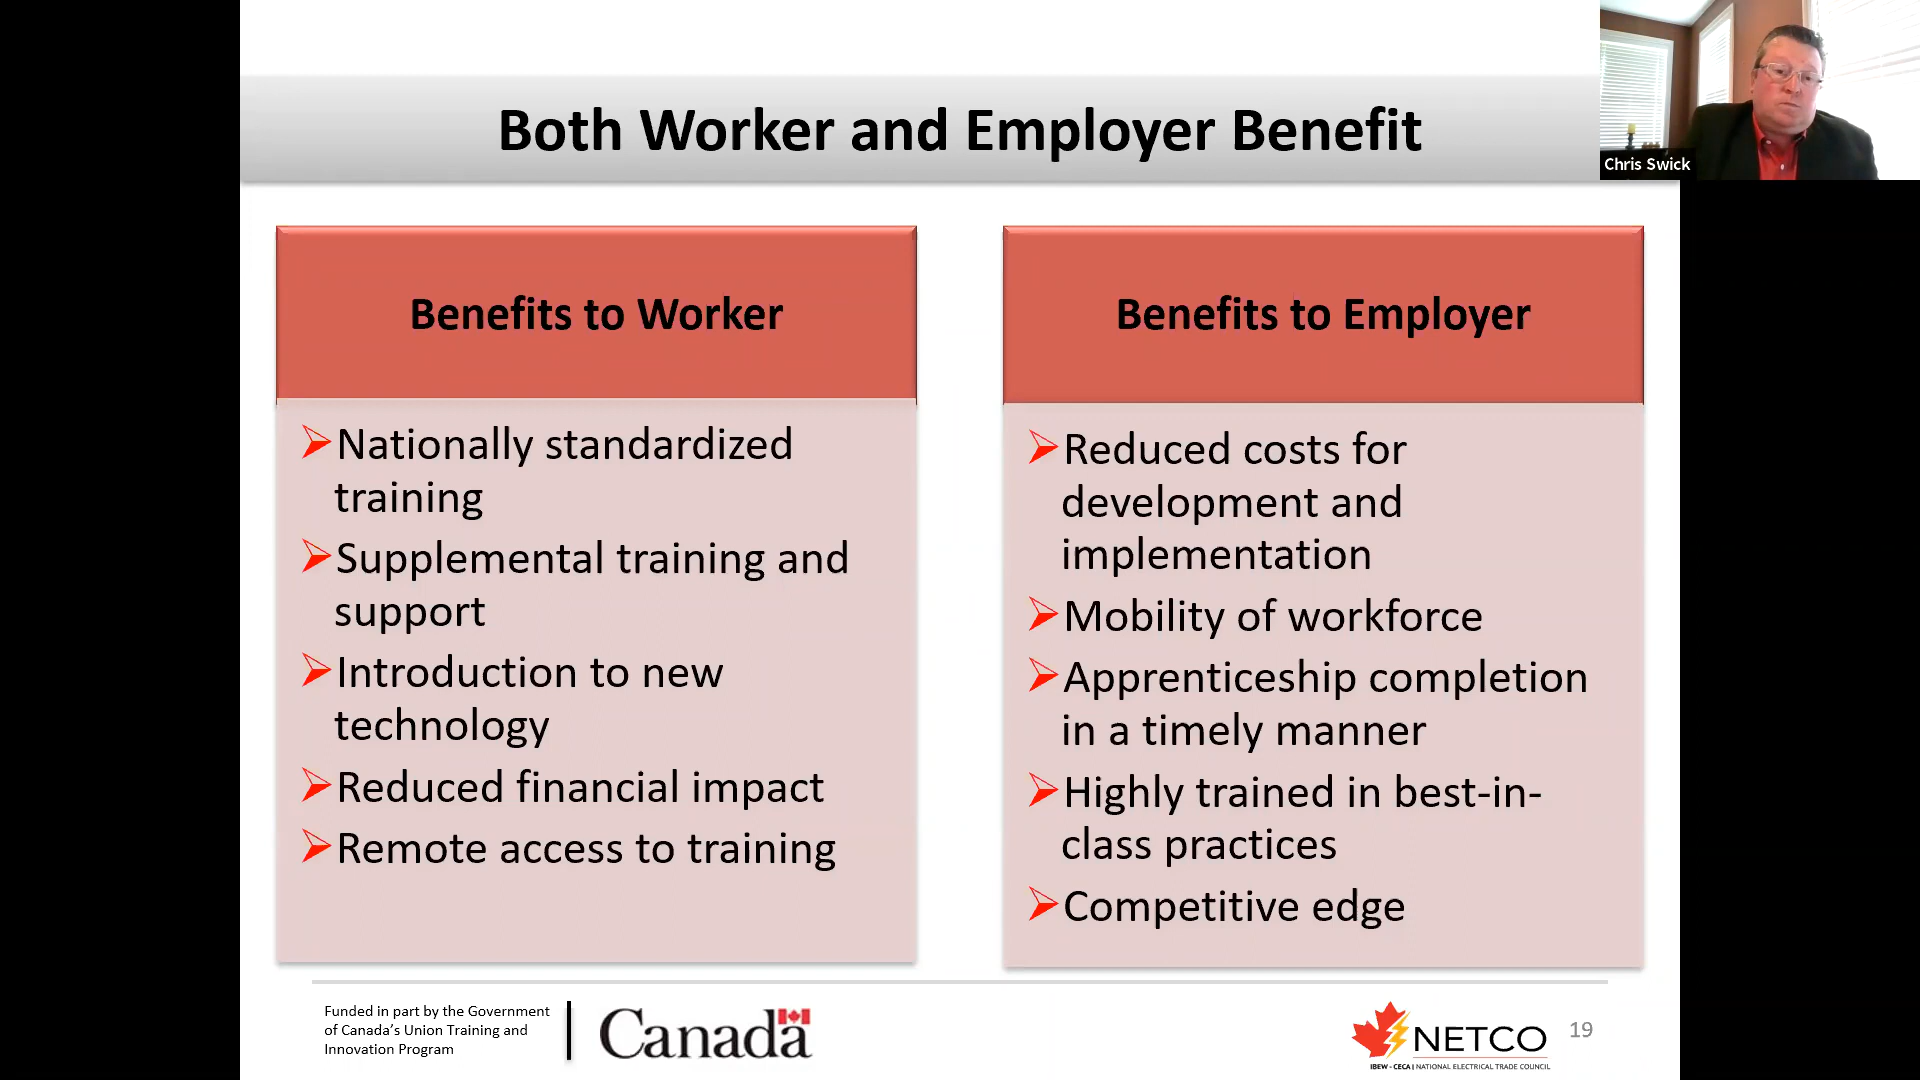 Both Worker and Employer Benefit
Chris Swick
Benefits to Worker
Nationally standardized
training
Supplemental training and
support
Introduction to new
technology
Reduced financial impact
Remote access to training
Benefits to Employer
Reduced costs for
development and
implementation
Mobility of workforce
Apprenticeship completion
in a timely manner
Highly trained in best-in-
class practices
Competitive edge
Funded in part by the Government
of Canada's Union Training and
Innovation Program
Canada
NETCO
IBEW - CECA | NATIONAL ELECTRICAL TRADE COUNCIL
19